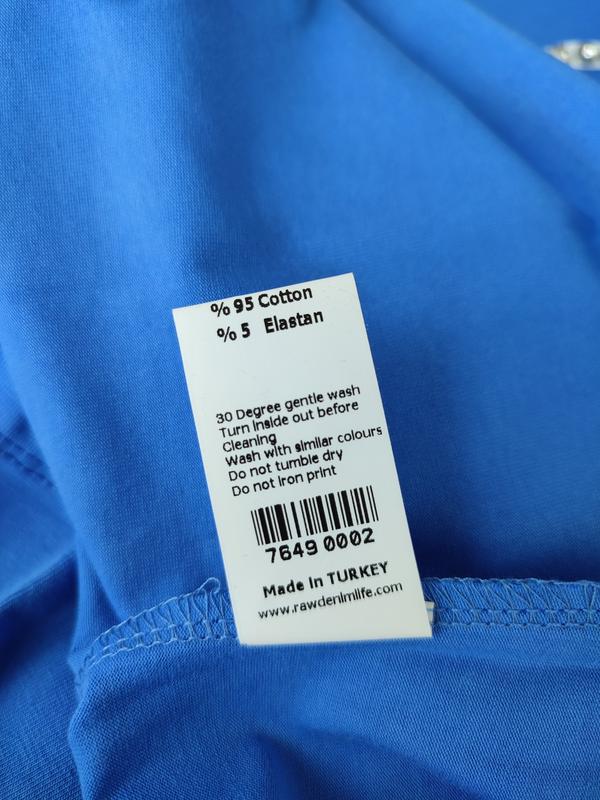 % 95 Cotton
% 5 Elastan
30 Degree gentle wash
Turn inside out before
Cleaning
Wash with similar colours
Do not tumble dry
Do not iron print
7649 0002
Made in TURKEY
www.rawdenimlife.com